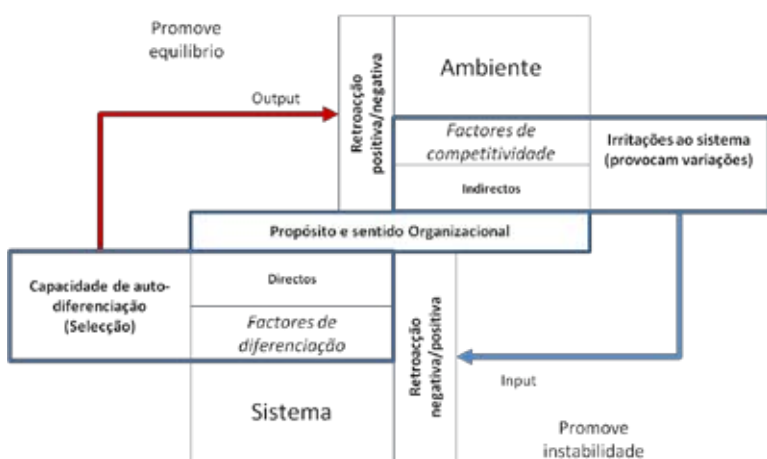 Promove
equilibrio
Output
Retroacção
positiva/negativa
Ambiente
Factores de
competitividade
Indirectos
Irritações ao sistema
(provocam variações)
Propósito e sentido Organizacional
Capacidade de auto-
diferenciação
(Selecção)
Directos
Factores de
diferenciação
Retroacção
negativa/positiva
Input
Sistema
Promove
instabilidade